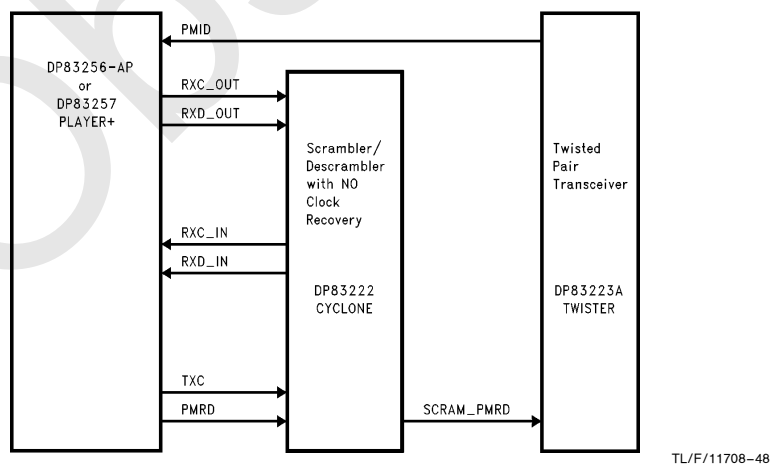 PMID
DP83256-AP
or
DP83257
PLAYER+
RXC_OUT
RXD_OUT
Scrambler/
Descrambler
with NO
Clock
Recovery
Twisted
Pair
Transceiver
RXC_IN
RXD_IN
DP83222
CYCLONE
DP83223A
TWISTER
TXC
PMRD
SCRAM_PMRD
TL/F/11708–48